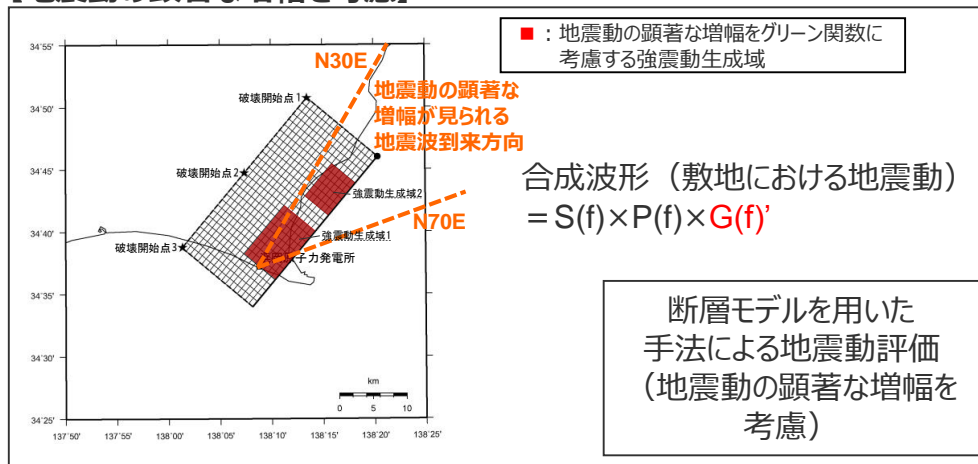 【地震動の顕著な増幅を考慮】
■：地震動の顕著な増幅をグリーン関数に
考慮する強震動生成域
34˚55'
34˚50'
34˚45'
34˚40'
34˚35'
34˚30'
34˚25'
137˚50'
137˚55'
138˚00'
138˚05'
138˚10'
138˚15'
138˚20'
138˚25'
N30E
地震動の顕著な
増幅が見られる
地震波到来方向
破壊開始点1
破壊開始点2
強震動生成域2
N70E
強震動生成域1
破壊開始点3
子力発電所
km
0 5 10
合成波形（敷地における地震動）
＝S(f)×P(f)×G(f)’
断層モデルを用いた
手法による地震動評価
（地震動の顕著な増幅を
考慮）